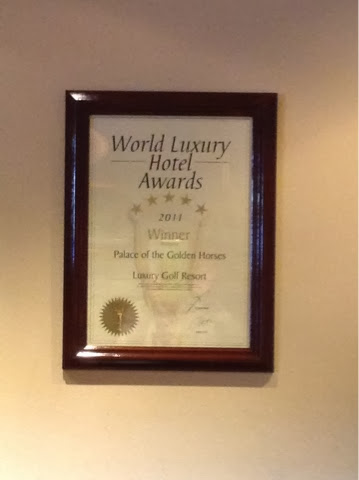 World Luxury
Hotel
Awards
2011
Winner
Palace of the Golden Horses
Luxury Golf Resort